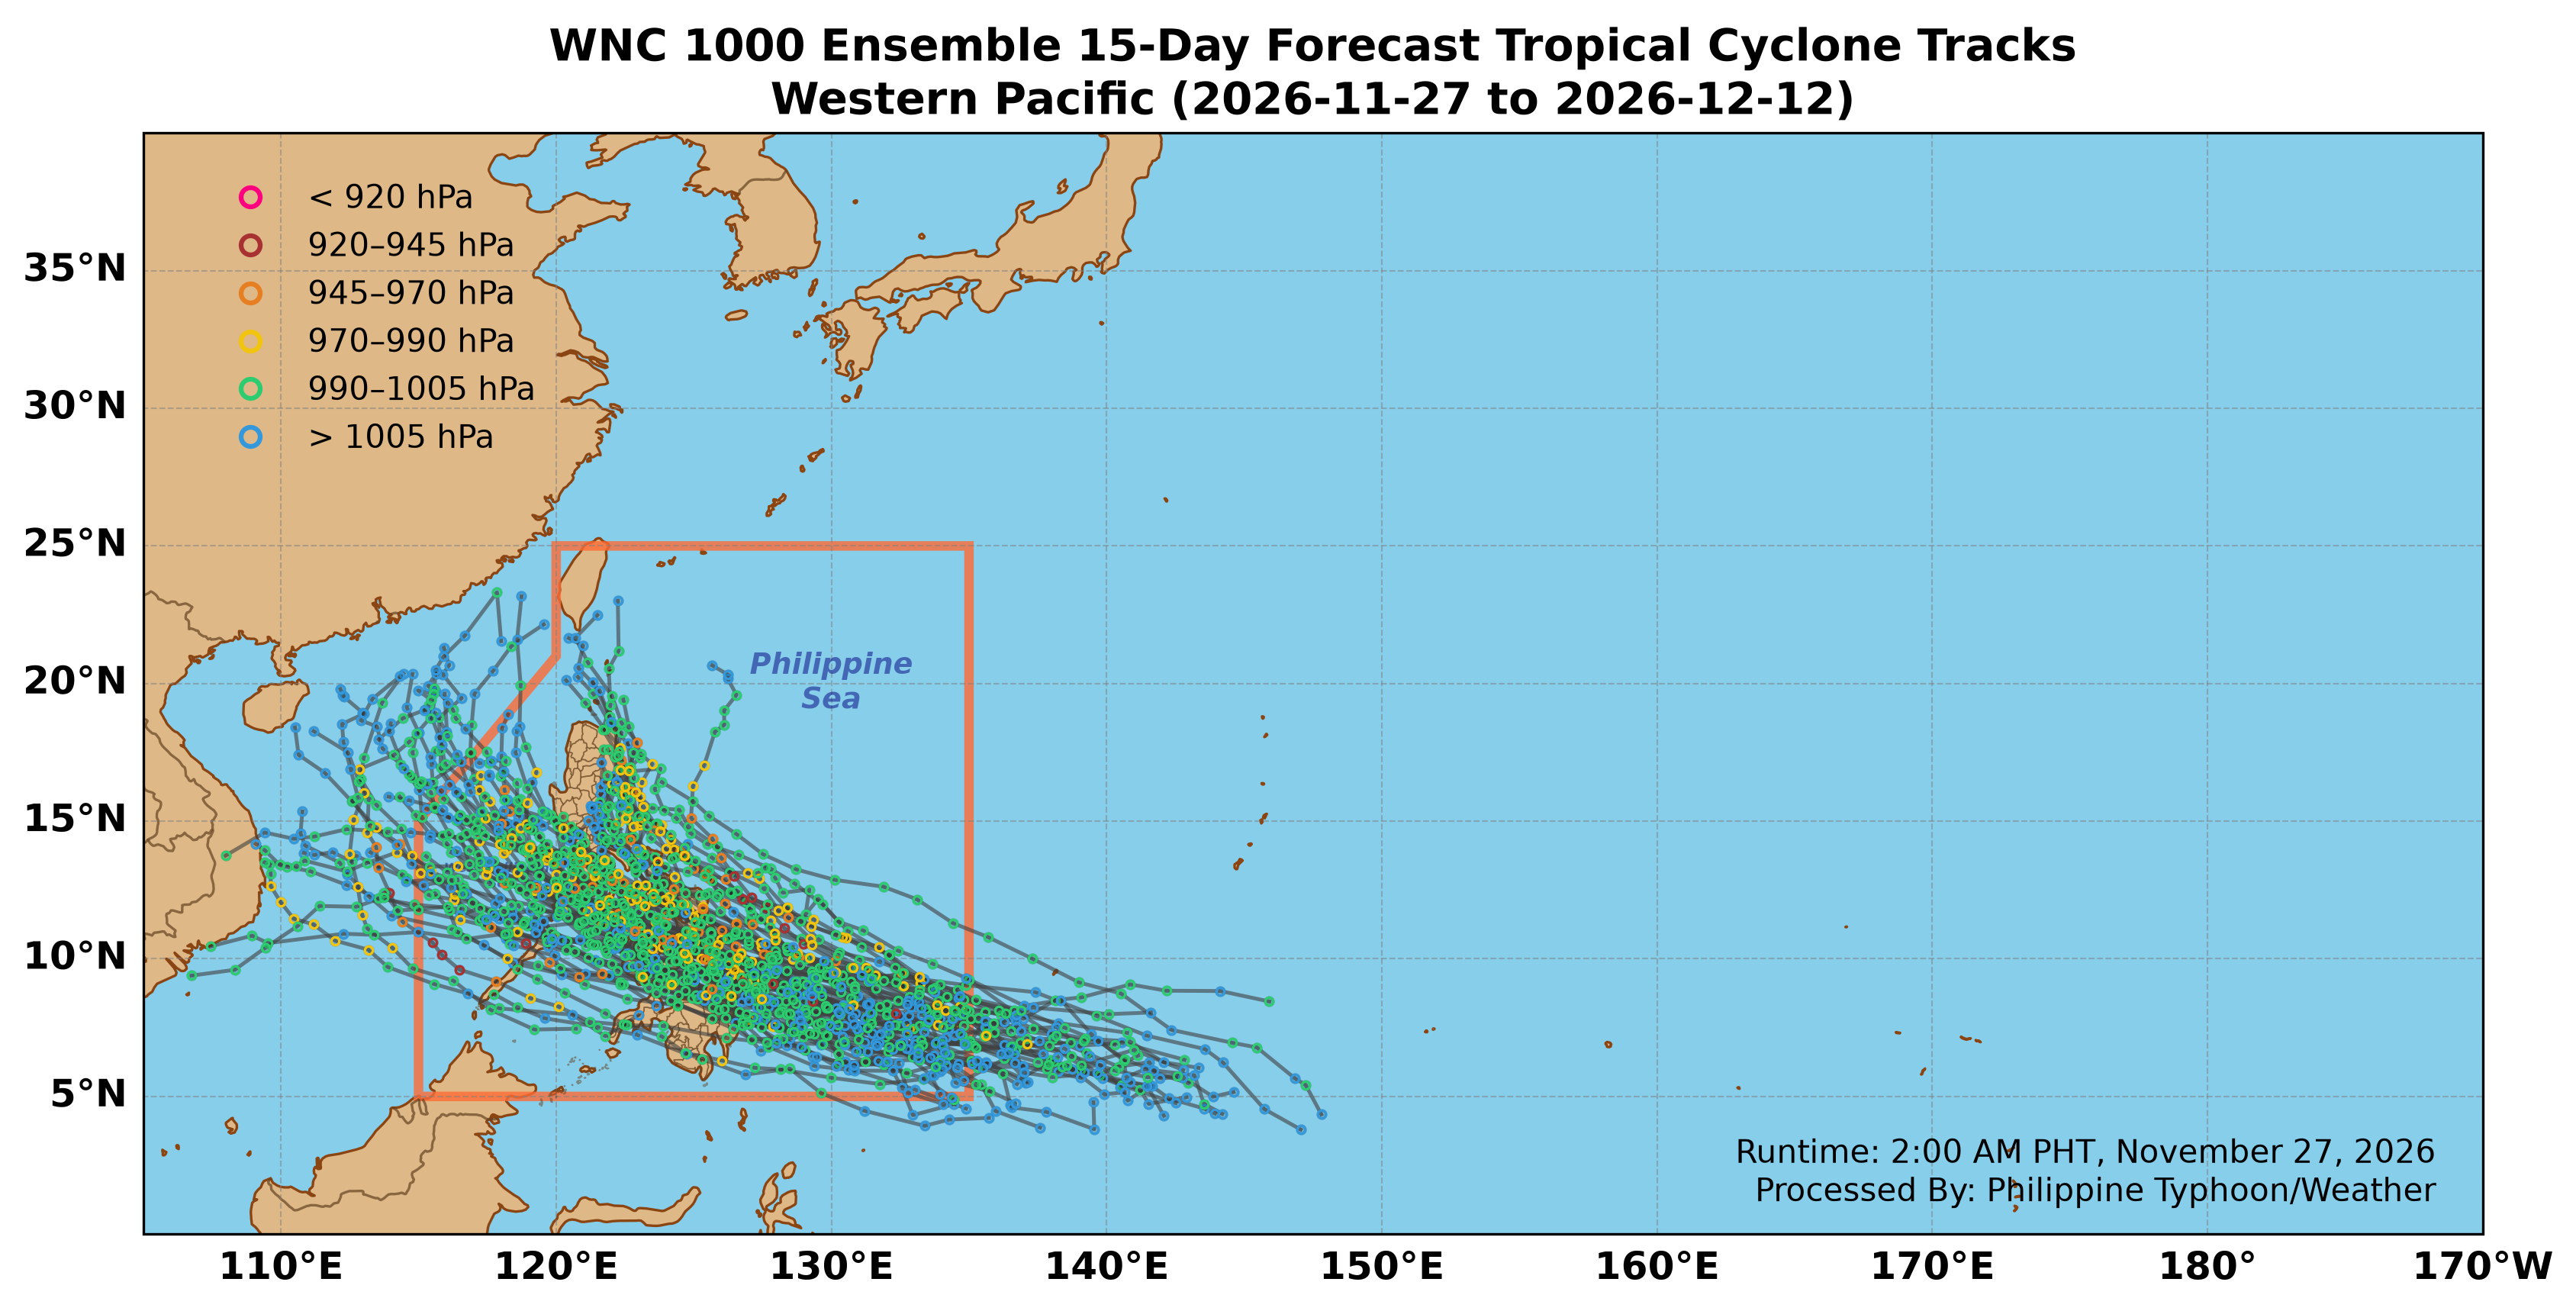 WNC 1000 Ensemble 15-Day Forecast Tropical Cyclone Tracks
Western Pacific (2026-11-27 to 2026-12-12)
< 920 hPa
920–945 hPa
945–970 hPa
970–990 hPa
990–1005 hPa
> 1005 hPa
35°N
30°N
25°N
20°N
15°N
10°N
5°N
Philippine
Sea
Runtime: 2:00 AM PHT, November 27, 2026
Processed By: Philippine Typhoon/Weather
110°E
120°E
130°E
140°E
150°E
160°E
170°E
180°
170°W